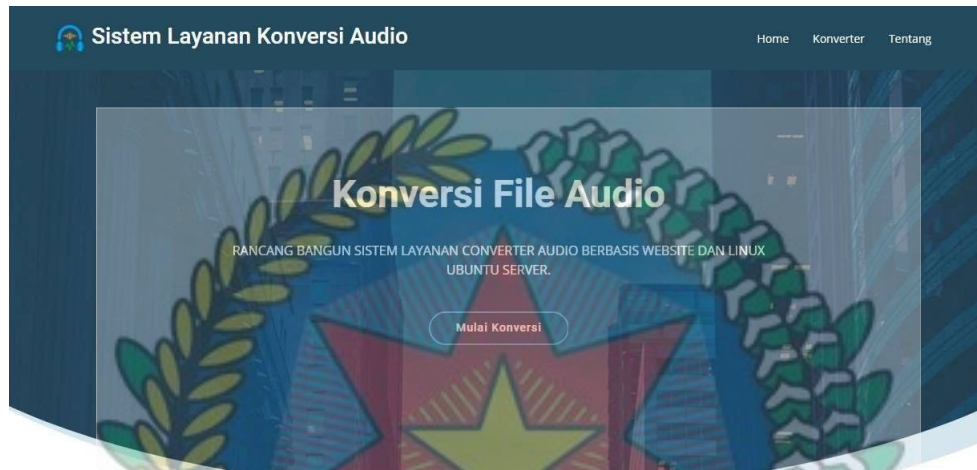 Sistem Layanan Konversi Audio
Home Konverter Tentang
Konversi File Audio
RANCANG BANGUN SISTEM LAYANAN CONVERTER AUDIO BERBASIS WEBSITE DAN LINUX
UBUNTU SERVER.
Mulai Konversi